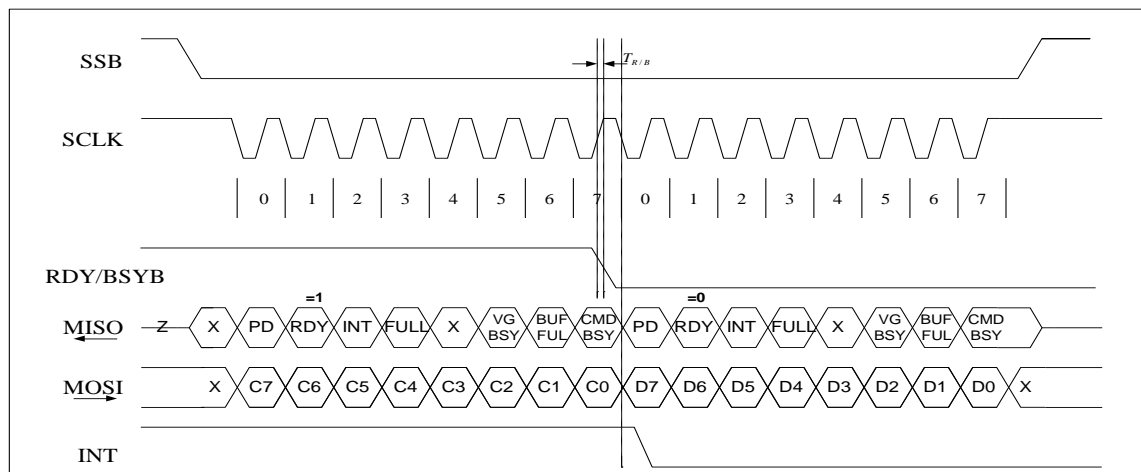 SSB
T R/B
SCLK
0 1 2 3 4 5 6 7 0 1 2 3 4 5 6 7
RDY/BSYB
=1 =0
MISO Z X PD RDY INT FULL X VG BSY BUF FUL CMD BSY PD RDY INT FULL X VG BSY BUF FUL CMD BSY
MOSI X C7 C6 C5 C4 C3 C2 C1 C0 D7 D6 D5 D4 D3 D2 D1 D0 X
INT